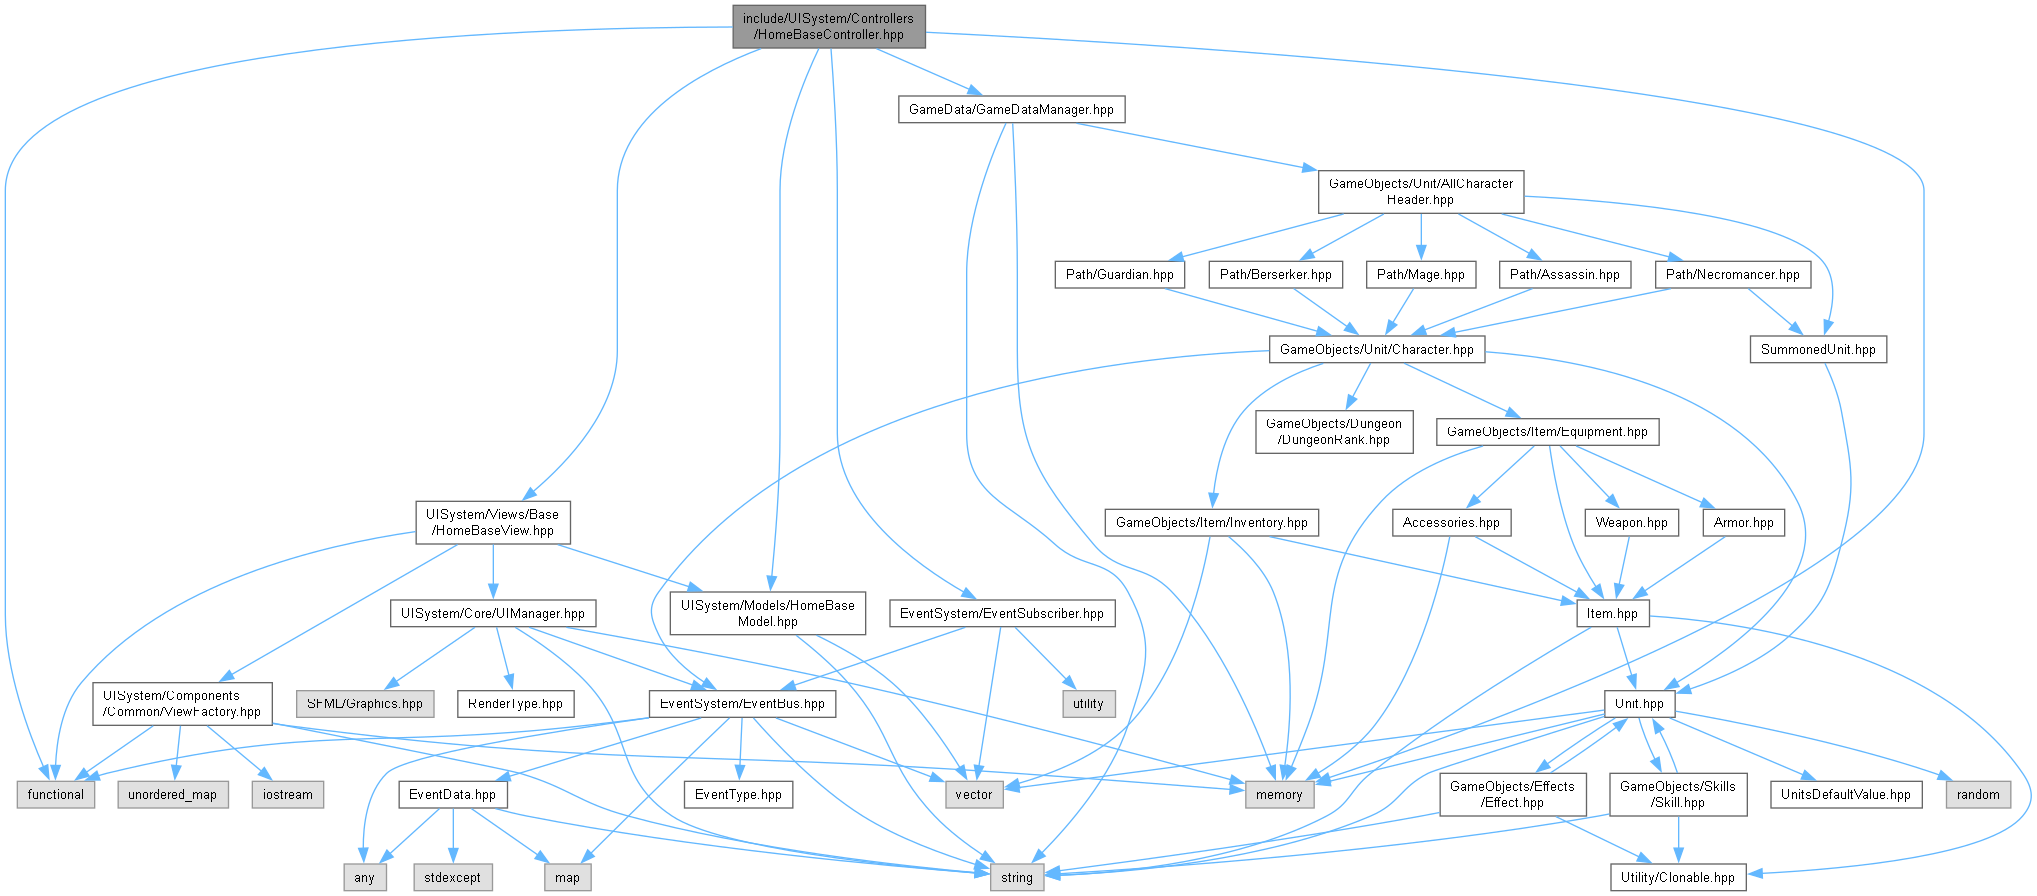 include/UISystem/Controllers
/HomeBaseController.hpp
GameData/GameDataManager.hpp
GameObjects/Unit/AllCharacter
Header.hpp
Path/Guardian.hpp
Path/Berserker.hpp
Path/Mage.hpp
Path/Assassin.hpp
Path/Necromancer.hpp
GameObjects/Unit/Character.hpp
SummonedUnit.hpp
GameObjects/Dungeon
/DungeonRank.hpp
GameObjects/Item/Equipment.hpp
UISystem/Views/Base
/HomeBaseView.hpp
GameObjects/Item/Inventory.hpp
Accessories.hpp
Weapon.hpp
Armor.hpp
UISystem/Core/UIManager.hpp
UISystem/Models/HomeBase
Model.hpp
EventSystem/EventSubscriber.hpp
Item.hpp
UISystem/Components
/Common/ViewFactory.hpp
SFML/Graphics.hpp
RenderType.hpp
EventSystem/EventBus.hpp
utility
Unit.hpp
functional
unordered_map
iostream
EventData.hpp
EventType.hpp
vector
memory
GameObjects/Effects
/Effect.hpp
GameObjects/Skills
/Skill.hpp
UnitsDefaultValue.hpp
random
any
stdexcept
map
string
Utility/Clonable.hpp